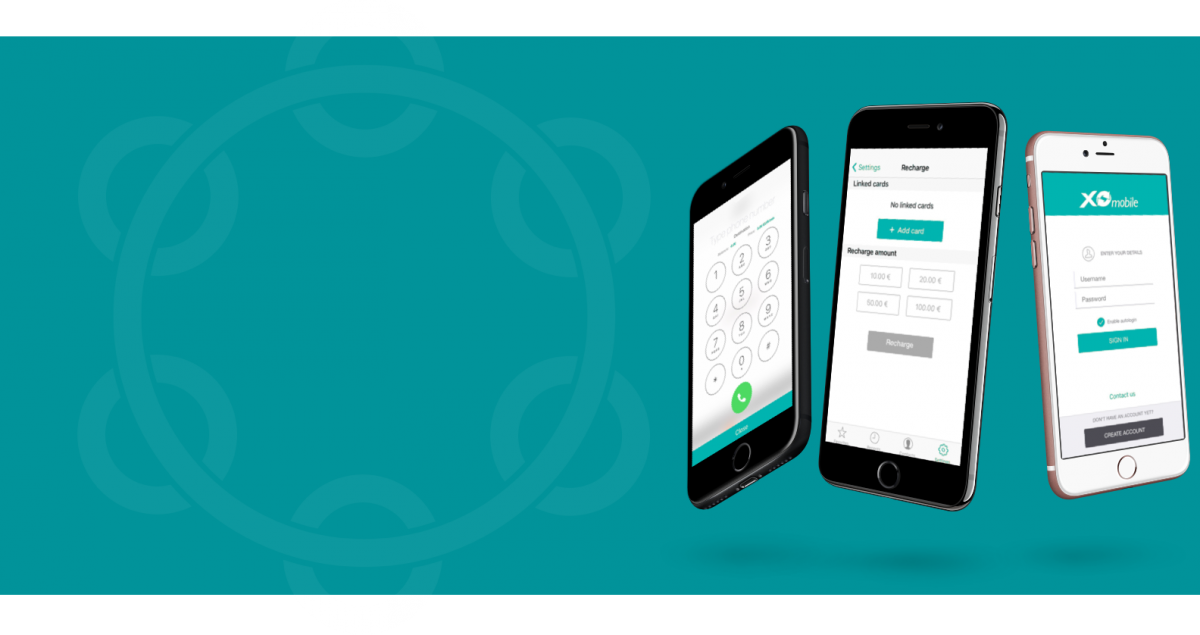 1
2
3
4
5
6
7
8
9
*
0
#
Settings
Recharge
Linked cards
No linked cards
+ Add card
Recharge amount
10.00 €
20.00 €
50.00 €
100.00 €
Recharge
XO mobile
ENTER YOUR DETAILS
Username
Password
Enable autologin
SIGN IN
Contact us
DON'T HAVE AN ACCOUNT YET?
CREATE ACCOUNT